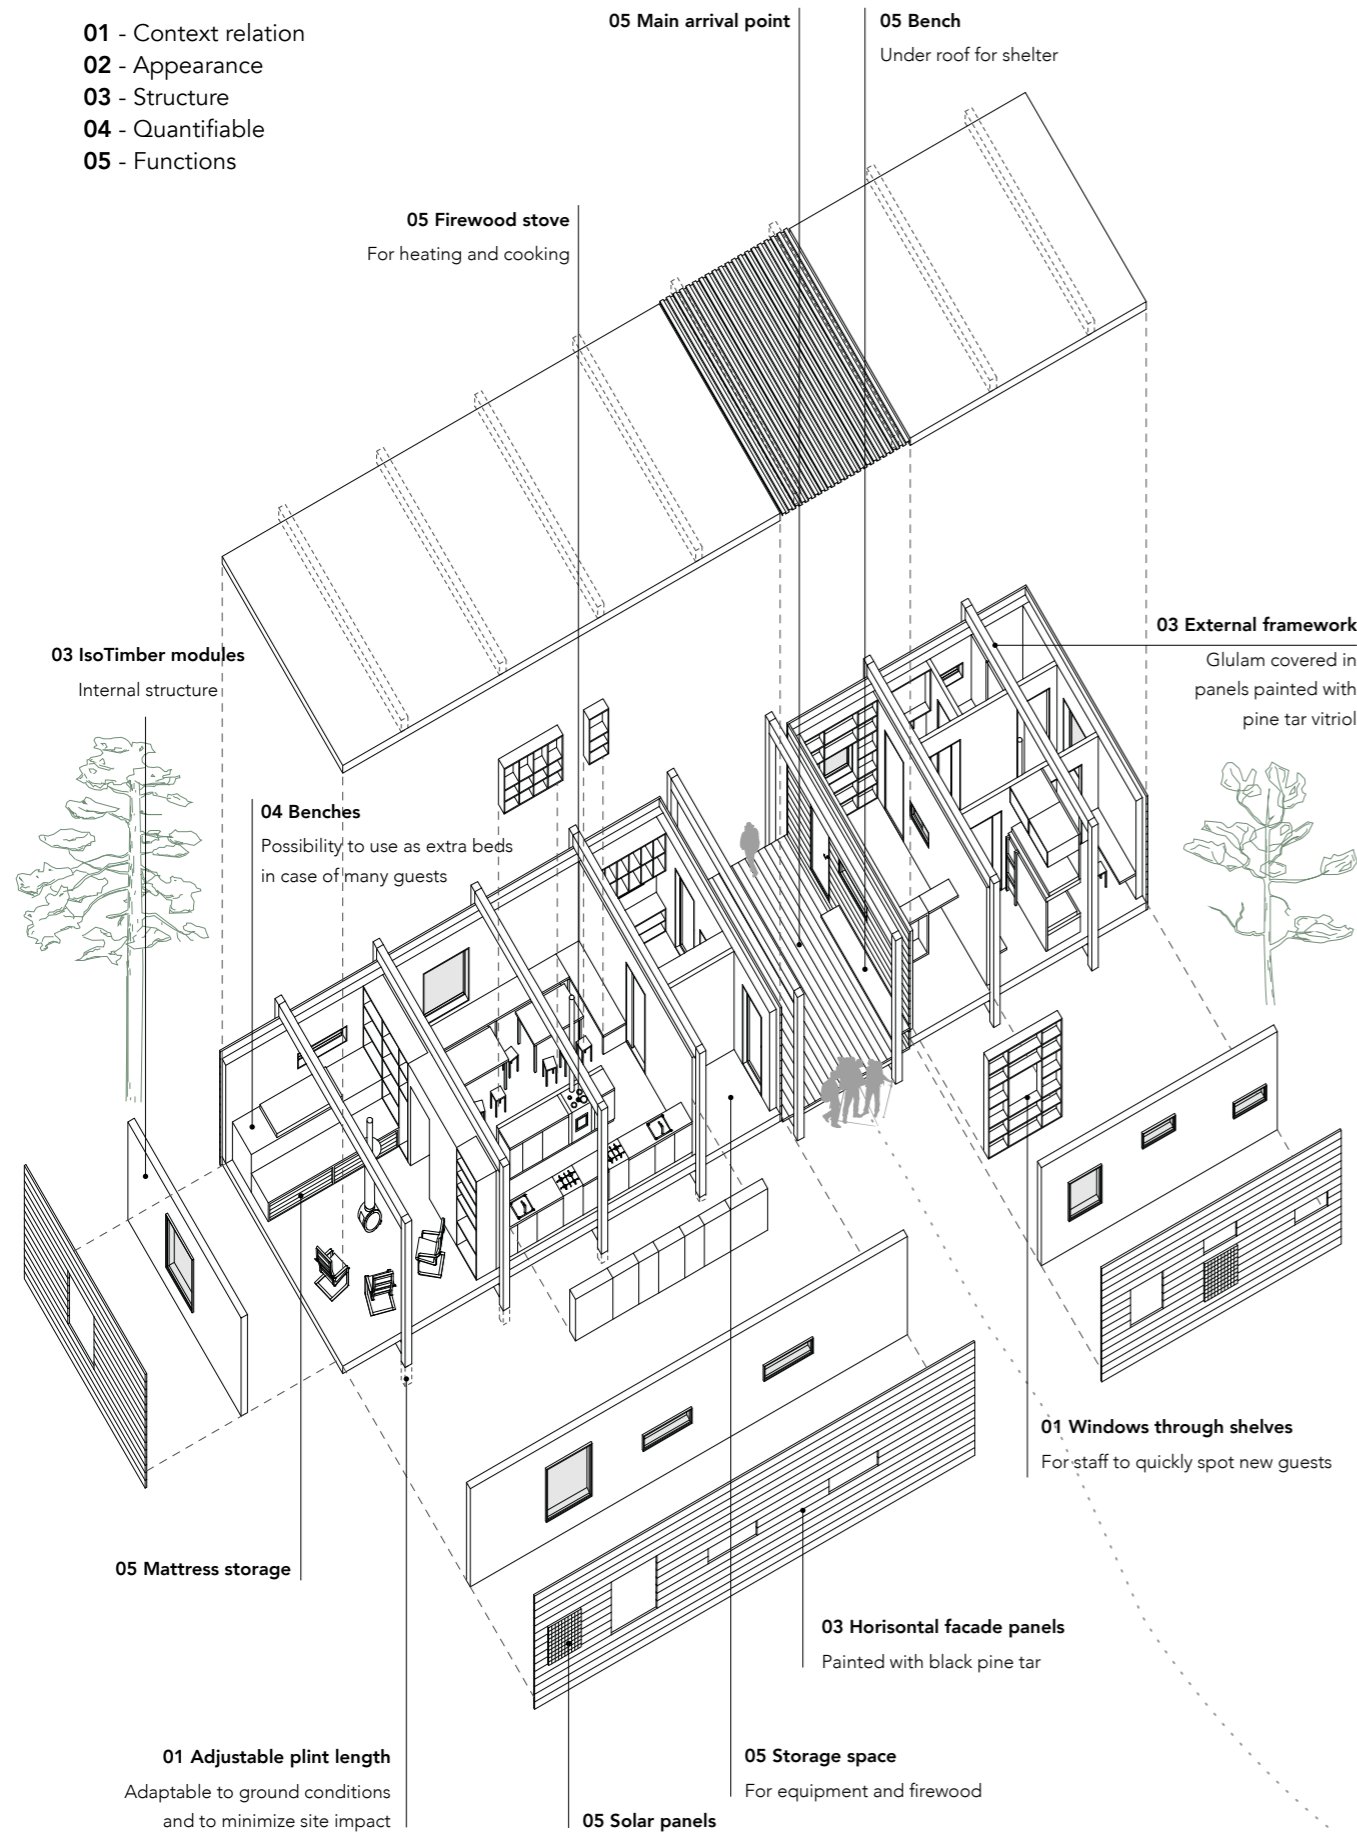 01 - Context relation
02 - Appearance
03 - Structure
04 - Quantifiable
05 - Functions
05 Main arrival point
05 Bench
Under roof for shelter
05 Firewood stove
For heating and cooking
03 External framework
Glulam covered in
panels painted with
pine tar vitriol
03 IsoTimber modules
Internal structure
04 Benches
Possibility to use as extra beds
in case of many guests
01 Windows through shelves
For staff to quickly spot new guests
05 Mattress storage
03 Horisontal facade panels
Painted with black pine tar
01 Adjustable plint length
Adaptable to ground conditions
and to minimize site impact
05 Storage space
For equipment and firewood
05 Solar panels